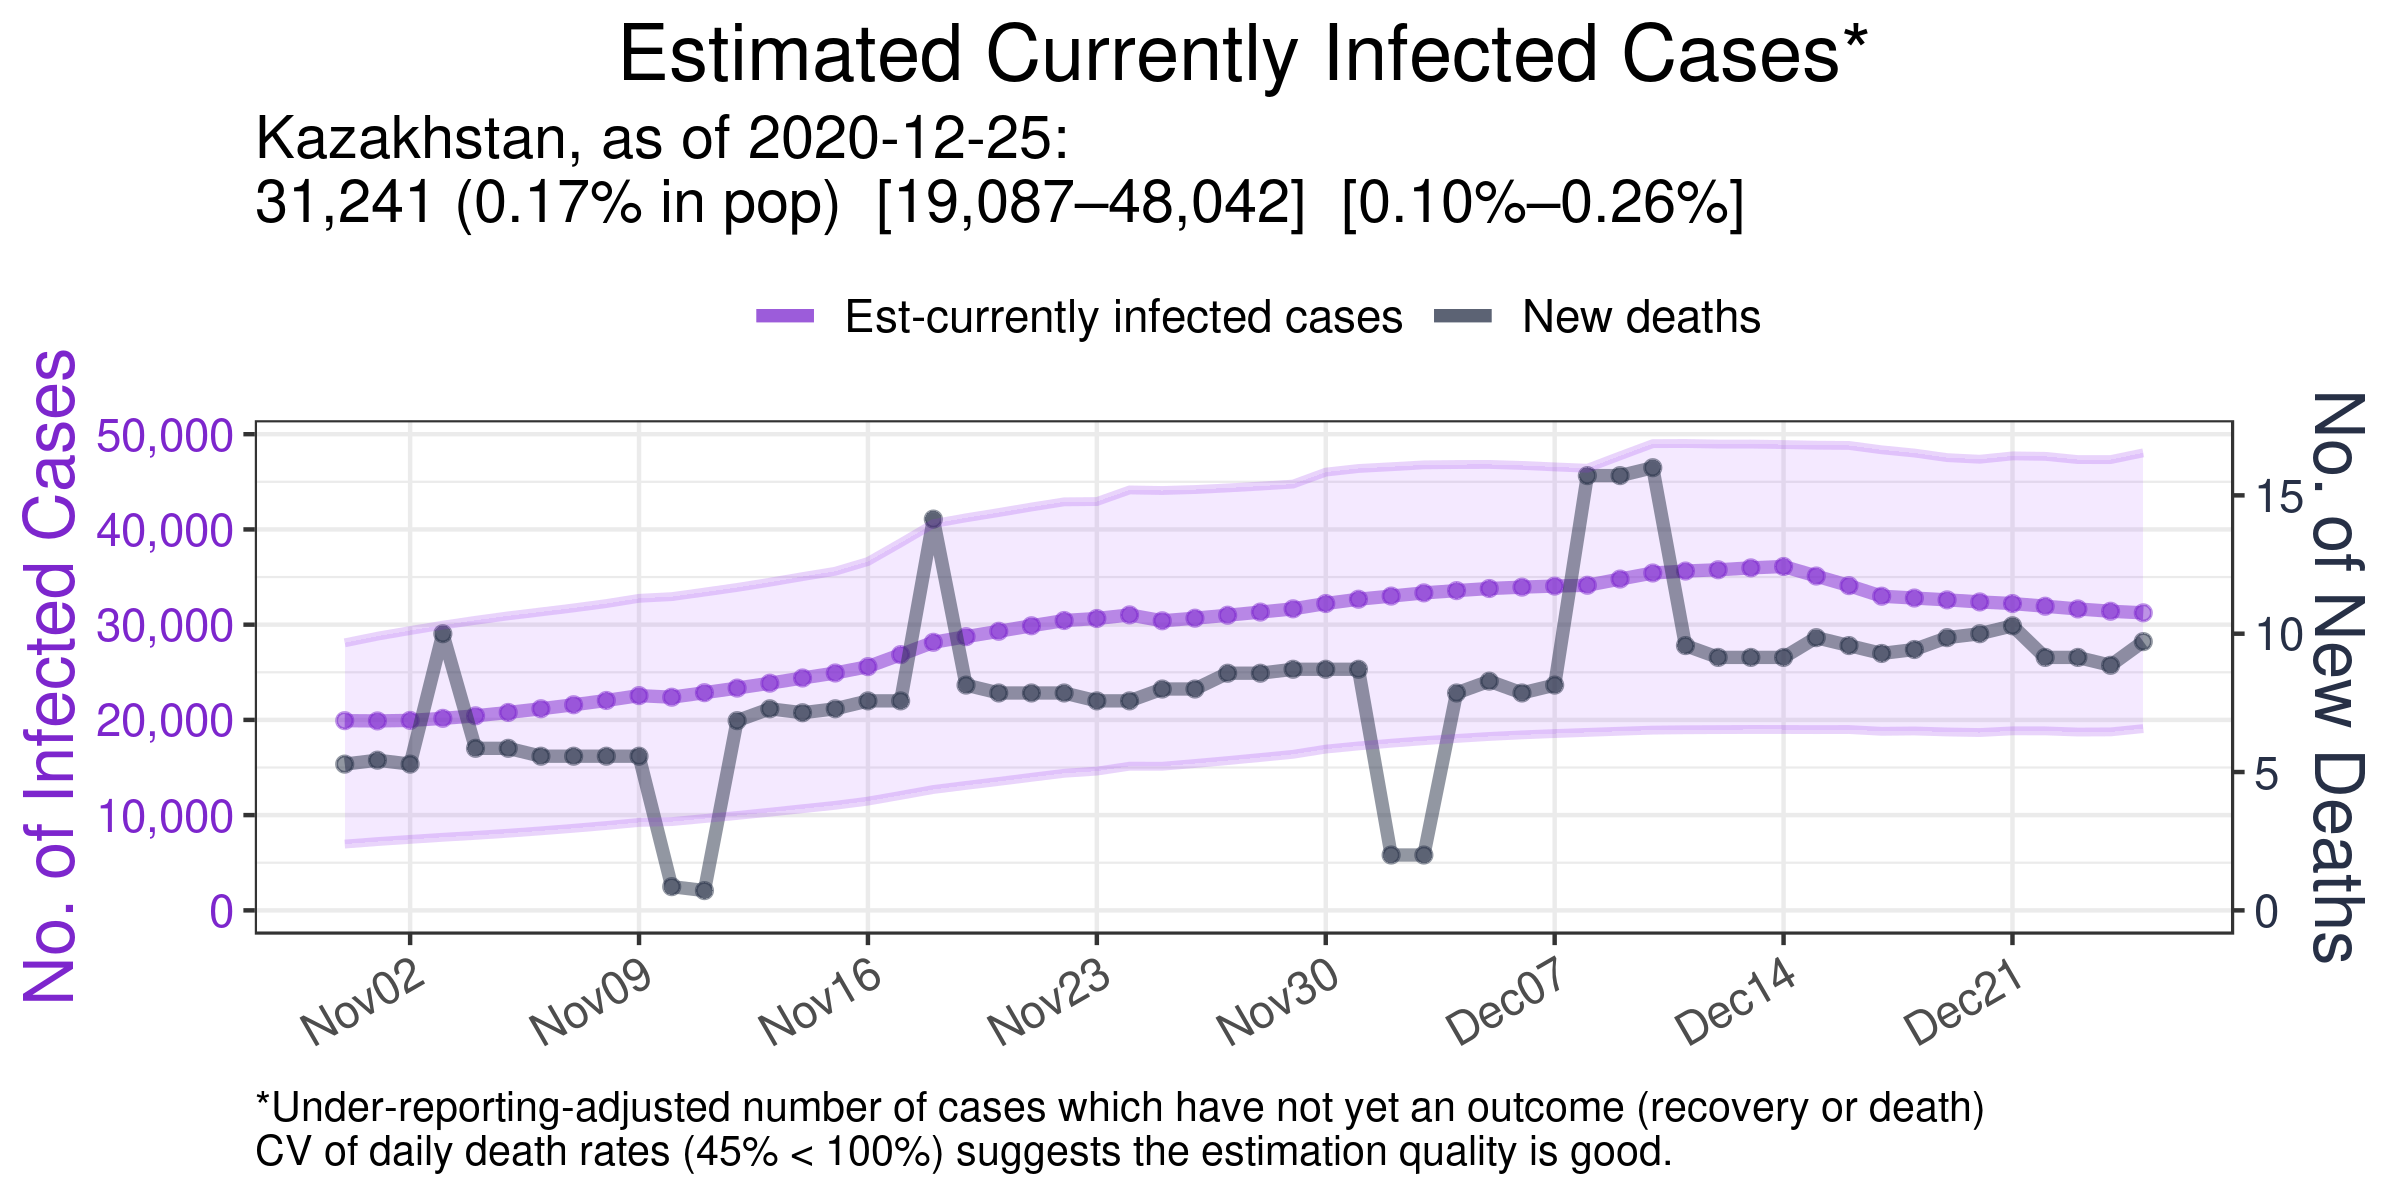 Estimated Currently Infected Cases*
Kazakhstan, as of 2020-12-25:
31,241 (0.17% in pop)  [19,087–48,042]  [0.10%–0.26%]
Est-currently infected cases
New deaths
No. of Infected Cases
50,000
40,000
30,000
20,000
10,000
0
15
10
5
0
No. of New Deaths
Nov02
Nov09
Nov16
Nov23
Nov30
Dec07
Dec14
Dec21
*Under-reporting-adjusted number of cases which have not yet an outcome (recovery or death)
CV of daily death rates (45% < 100%) suggests the estimation quality is good.